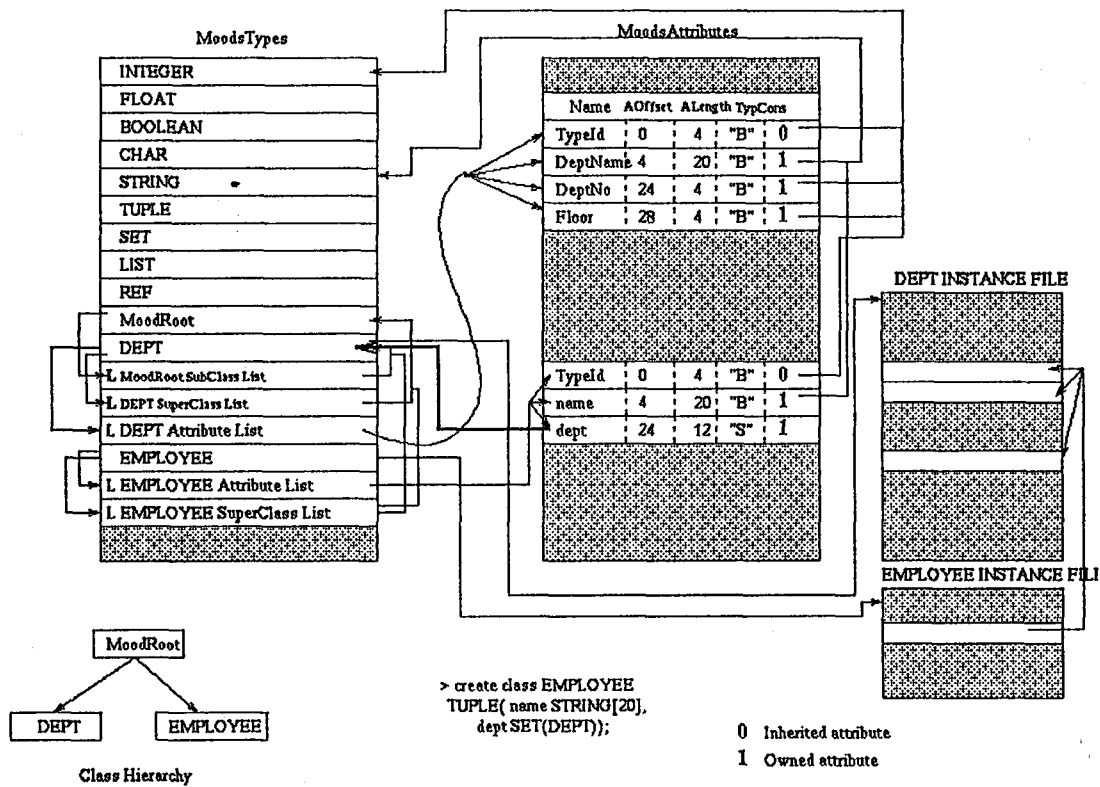 MoodsTypes
INTEGER
FLOAT
BOOLEAN
CHAR
STRING
TUPLE
SET
LIST
REF
MoodRoot
DEPT
L MoodRoot SubClass List
L DEPT SuperClass List
L DEPT Attribute List
EMPLOYEE
L EMPLOYEE Attribute List
L EMPLOYEE SuperClass List
MoodsAttributes
Name AOffset ALength TypCons
TypeId 0 4 "B" 0
DeptName 4 20 "B" 1
DeptNo 24 4 "B" 1
Floor 28 4 "B" 1
TypeId 0 4 "B" 0
name 4 20 "B" 1
dept 24 12 "S" 1
DEPT INSTANCE FILE
EMPLOYEE INSTANCE FILE
MoodRoot
DEPT EMPLOYEE
Class Hierarchy
> create class EMPLOYEE
TUPLE( name STRING[20],
dept SET(DEPT));
0 Inherited attribute
1 Owned attribute